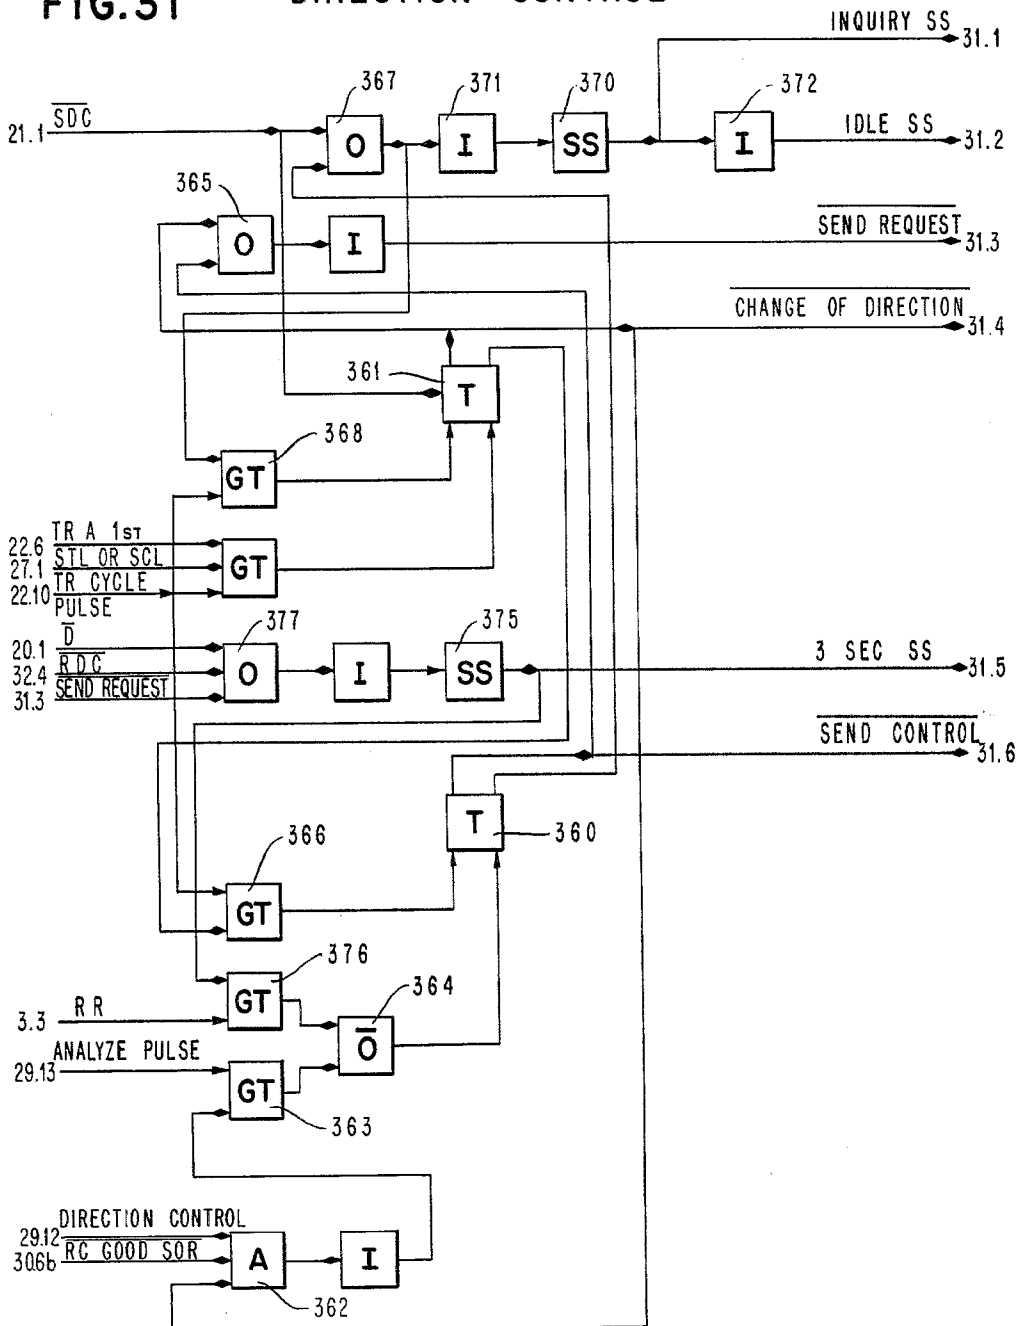 FIG.31 DIRECTION CONTROL
INQUIRY SS
31.1
367
371
370
372
SDC
21.1
O
I
SS
I
IDLE SS
31.2
365
O
I
SEND REQUEST
31.3
CHANGE OF DIRECTION
31.4
361
T
368
GT
TR A 1ST
22.6
STL OR SCL
27.1
TR CYCLE
22.10
PULSE
GT
377
375
D
20.1
RDC
32.4
SEND REQUEST
31.3
O
I
SS
3 SEC SS
31.5
SEND CONTROL
31.6
T
360
366
GT
376
GT
364
RR
3.3
O
ANALYZE PULSE
29.13
GT
363
DIRECTION CONTROL
29.12
RC GOOD SOR
30.6b
A
I
362